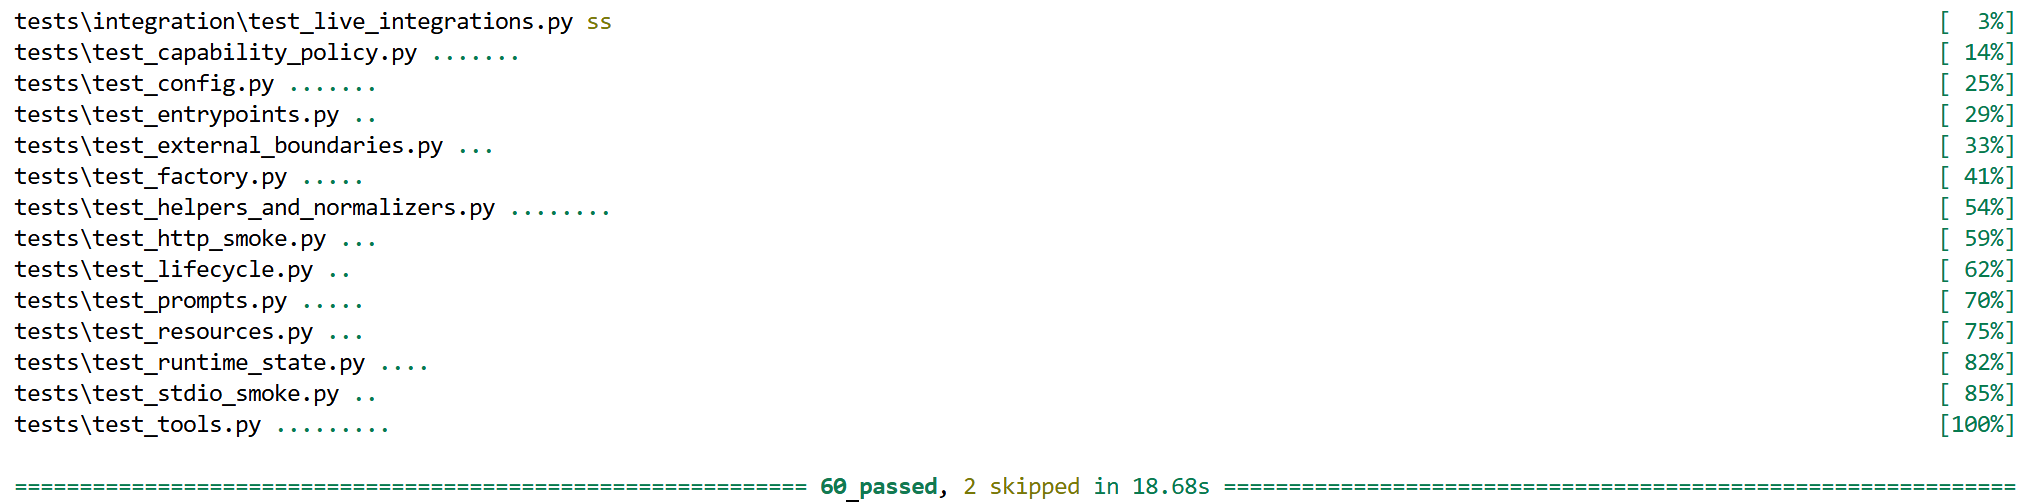 tests\integration\test_live_integrations.py ss [  3%]
tests\test_capability_policy.py ....... [ 14%]
tests\test_config.py ....... [ 25%]
tests\test_entrypoints.py .. [ 29%]
tests\test_external_boundaries.py ... [ 33%]
tests\test_factory.py ..... [ 41%]
tests\test_helpers_and_normalizers.py ........ [ 54%]
tests\test_http_smoke.py ... [ 59%]
tests\test_lifecycle.py .. [ 62%]
tests\test_prompts.py ..... [ 70%]
tests\test_resources.py ... [ 75%]
tests\test_runtime_state.py .... [ 82%]
tests\test_stdio_smoke.py .. [ 85%]
tests\test_tools.py ......... [100%]
============================================================= 60 passed, 2 skipped in 18.68s =============================================================